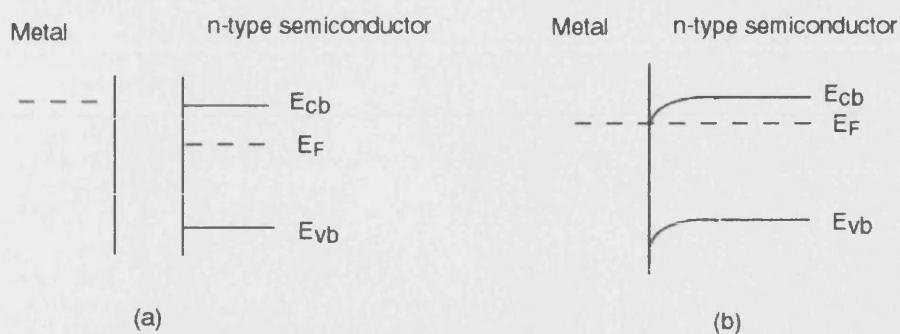 Metal n-type semiconductor
Ecb
EF
Evb
(a)
Metal n-type semiconductor
Ecb
EF
Evb
(b)